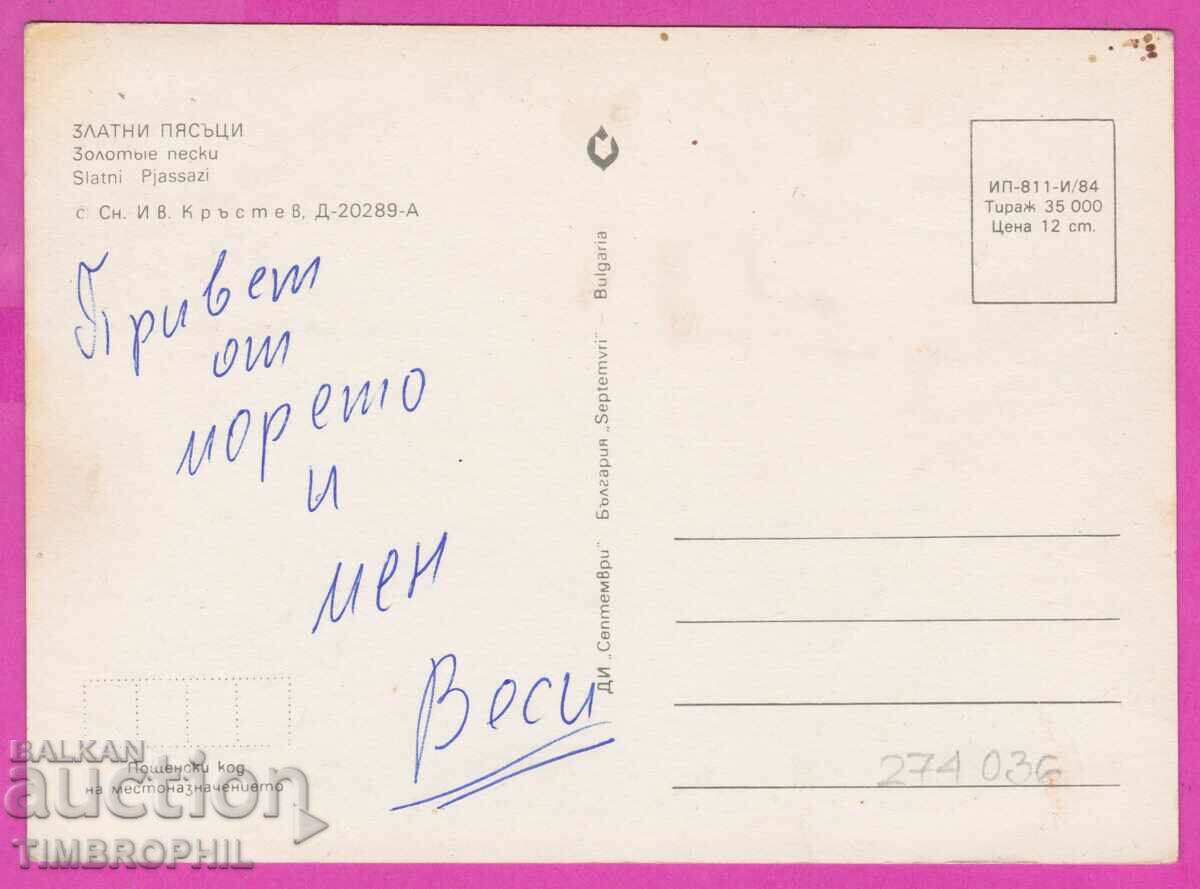 ЗЛАТНИ ПЯСЪЦИ
Золотые пески
Slatni Pjassazi
© Сн. Ив. Кръстев, Д-20289-А
Привет
от
морето
и
мен
Веси
Пощенски код
на местоназначението
ДИ „Септември" България „Septemvri" – Bulgaria
ИП-811-И/84
Тираж 35 000
Цена 12 ст.
274 036
BALKAN
auction
TIMBROPHIL